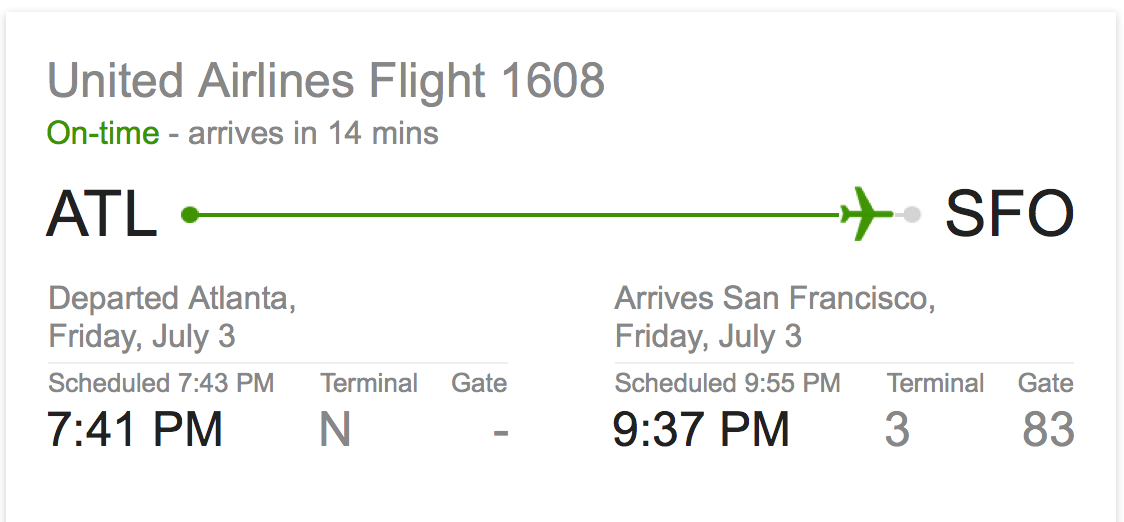 United Airlines Flight 1608
On-time - arrives in 14 mins
ATL SFO
Departed Atlanta,
Friday, July 3
Scheduled 7:43 PM Terminal Gate
7:41 PM N -
Arrives San Francisco,
Friday, July 3
Scheduled 9:55 PM Terminal Gate
9:37 PM 3 83